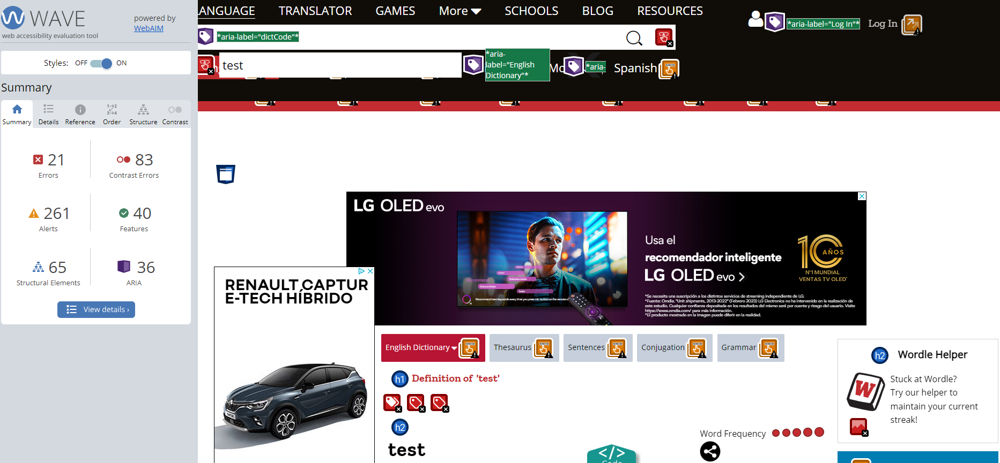 WAVE
powered by
WebAIM
web accessibility evaluation tool
Styles: OFF ON
Summary
Summary Details Reference Order Structure Contrast
21
Errors
83
Contrast Errors
261
Alerts
40
Features
65
Structural Elements
36
ARIA
View details ›
ANGUAGE TRANSLATOR GAMES More SCHOOLS BLOG RESOURCES
*aria-label="Log In"* Log In
*aria-label="dictCode"*
test
*aria-
label="English
Dictionary"*
Mo
*aria-
Spanish
LG OLED evo
Usa el
recomendador inteligente
LG OLED evo
10 AÑOS
N°1 MUNDIAL
VENTAS TV OLED*
*Se necesita una suscripción a los distintos servicios de streaming independiente de LG.
*Fuente: Omdia. "Unit shipments, 2013-2022" (Febrero 2023) LG Electronics no ha intervenido en la realización de
este estudio. Cualquier confianza depositada en los resultados del mismo será por cuenta y riesgo del usuario. Visite
https://www.omdia.com/ para más información.
*El producto mostrado en la imagen puede diferir en la realidad.
RENAULT CAPTUR
E-TECH HÍBRIDO
CAPTUR
English Dictionary Thesaurus Sentences Conjugation Grammar
h1 Definition of 'test'
h2
test
Word Frequency
</>
Code
h2 Wordle Helper
W
Stuck at Wordle?
Try our helper to
maintain your current
streak!